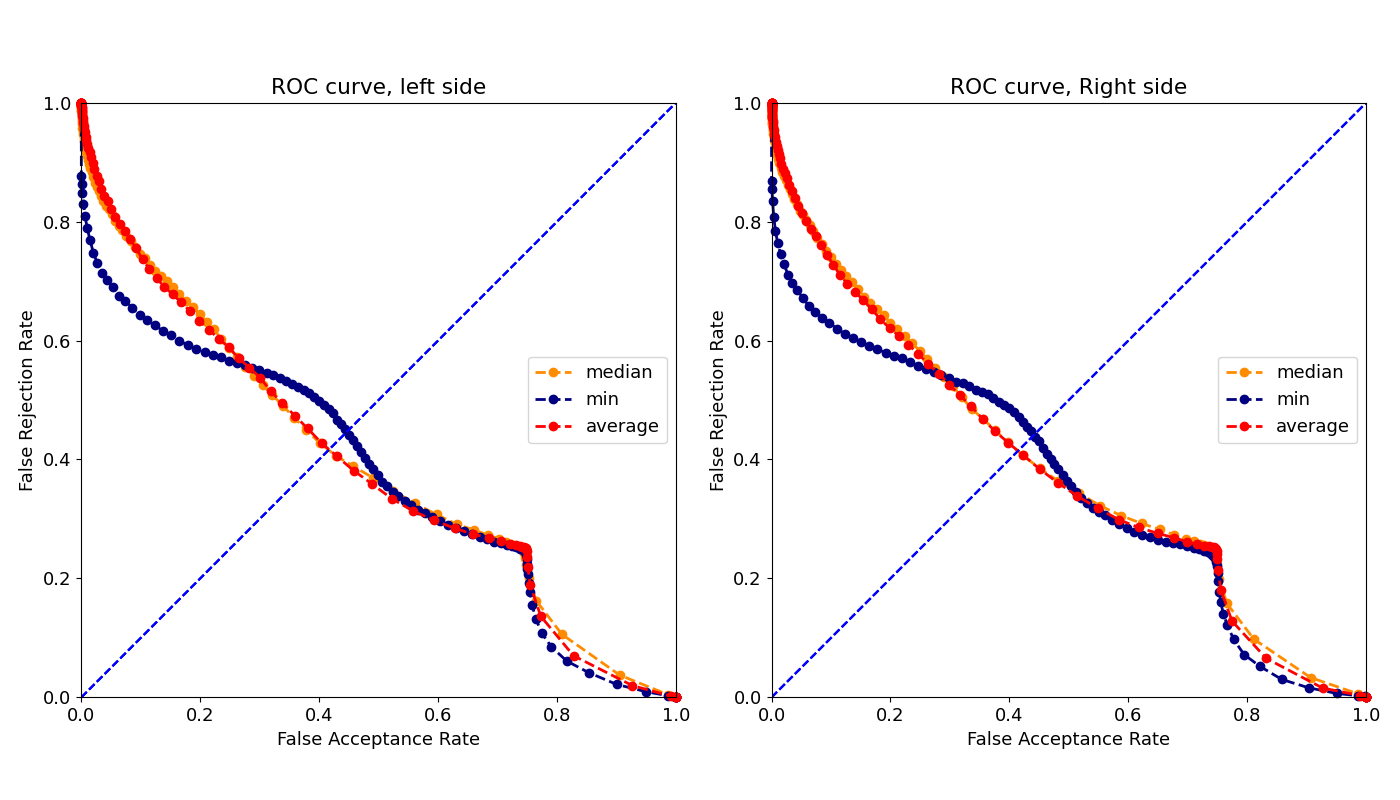 ROC curve, left side
1.0
0.8
0.6
0.4
0.2
0.0
False Rejection Rate
median
min
average
0.0 0.2 0.4 0.6 0.8 1.0
False Acceptance Rate
ROC curve, Right side
1.0
0.8
0.6
0.4
0.2
0.0
False Rejection Rate
median
min
average
0.0 0.2 0.4 0.6 0.8 1.0
False Acceptance Rate